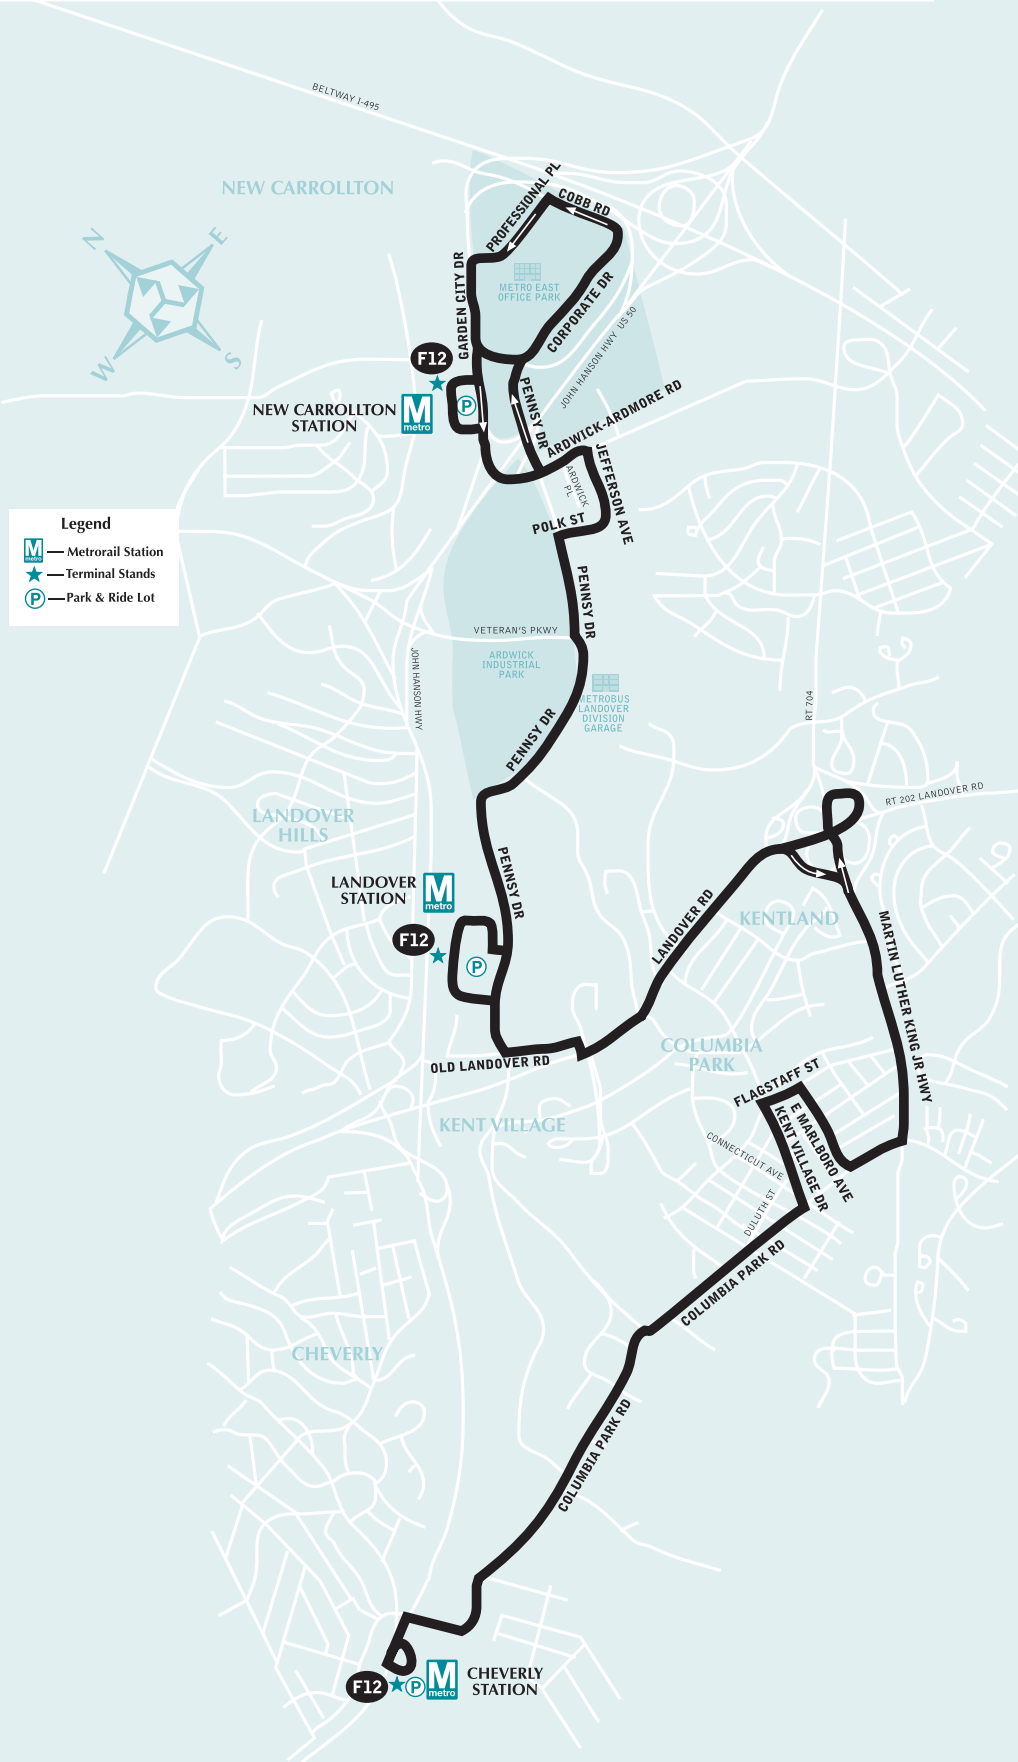 BELTWAY I-495
NEW CARROLLTON
N
E
W
S
PROFESSIONAL PL
COBB RD
GARDEN CITY DR
METRO EAST
OFFICE PARK
CORPORATE DR
JOHN HANSON HWY US 50
F12
P
M
metro
NEW CARROLLTON
STATION
PENNSY DR
ARDWICK-ARDMORE RD
ARDWICK
PL
JEFFERSON AVE
POLK ST
Legend
M
metro
Metrorail Station
Terminal Stands
P
Park & Ride Lot
PENNSY DR
VETERAN'S PKWY
JOHN HANSON HWY
ARDWICK
INDUSTRIAL
PARK
METROBUS
LANDOVER
DIVISION
GARAGE
RT 704
PENNSY DR
RT 202 LANDOVER RD
LANDOVER
HILLS
PENNSY DR
LANDOVER
STATION
M
metro
F12
P
LANDOVER RD
KENTLAND
MARTIN LUTHER KING JR HWY
COLUMBIA
PARK
OLD LANDOVER RD
FLAGSTAFF ST
KENT VILLAGE
E MARLBORO AVE
KENT VILLAGE DR
CONNECTICUT AVE
DULUTH ST
COLUMBIA PARK RD
CHEVERLY
COLUMBIA PARK RD
F12
P
M
metro
CHEVERLY
STATION